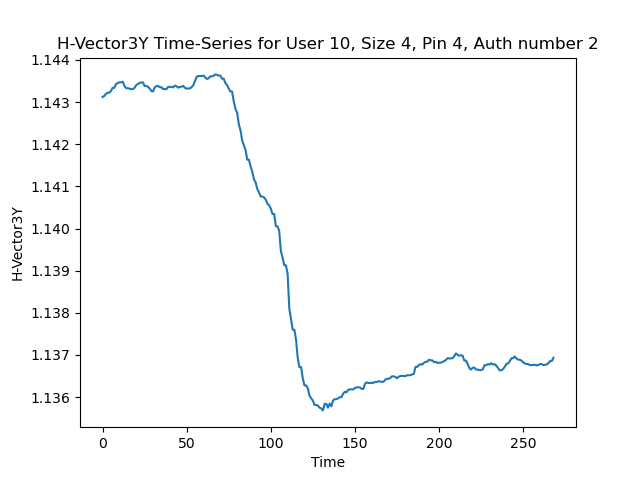 H-Vector3Y Time-Series for User 10, Size 4, Pin 4, Auth number 2
1.144
1.143
1.142
1.141
1.140
1.139
1.138
1.137
1.136
H-Vector3Y
0 50 100 150 200 250
Time